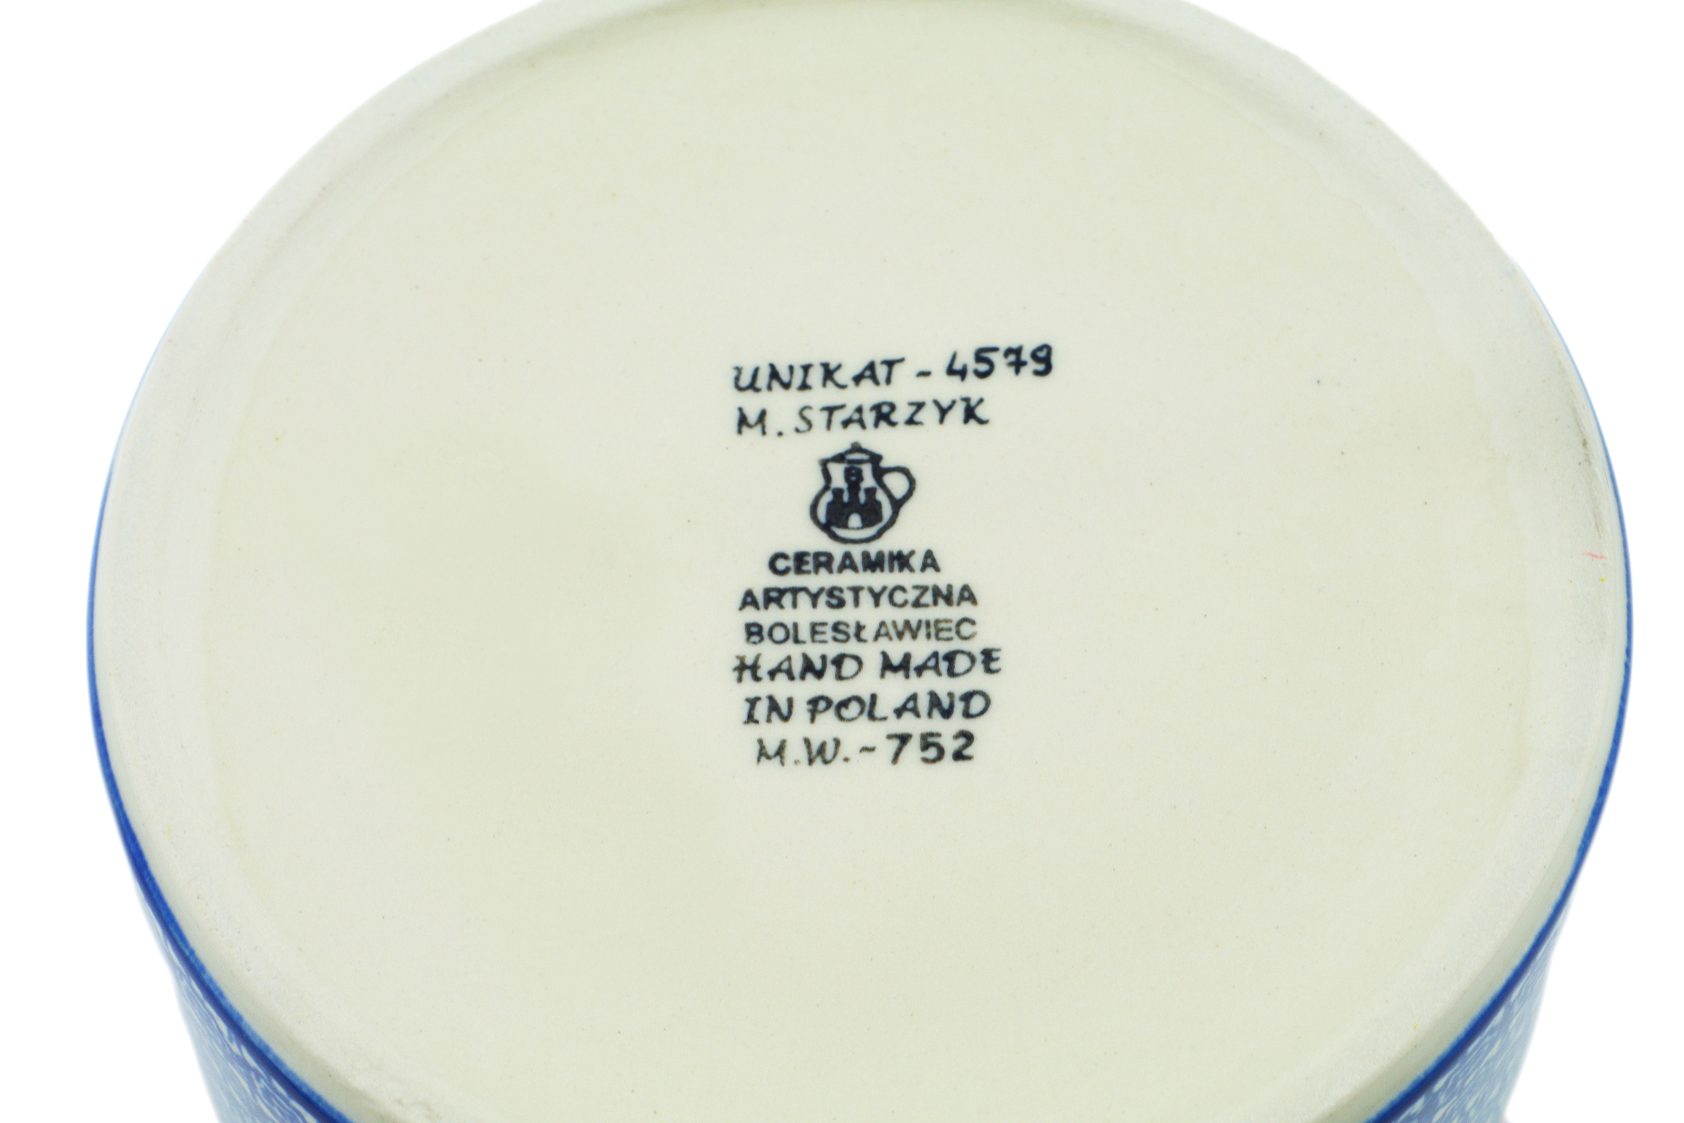 UNIKAT - 4579
M. STARZYK
B
CERAMIKA
ARTYSTYCZNA
BOLESŁAWIEC
HAND MADE
IN POLAND
M.W.-752